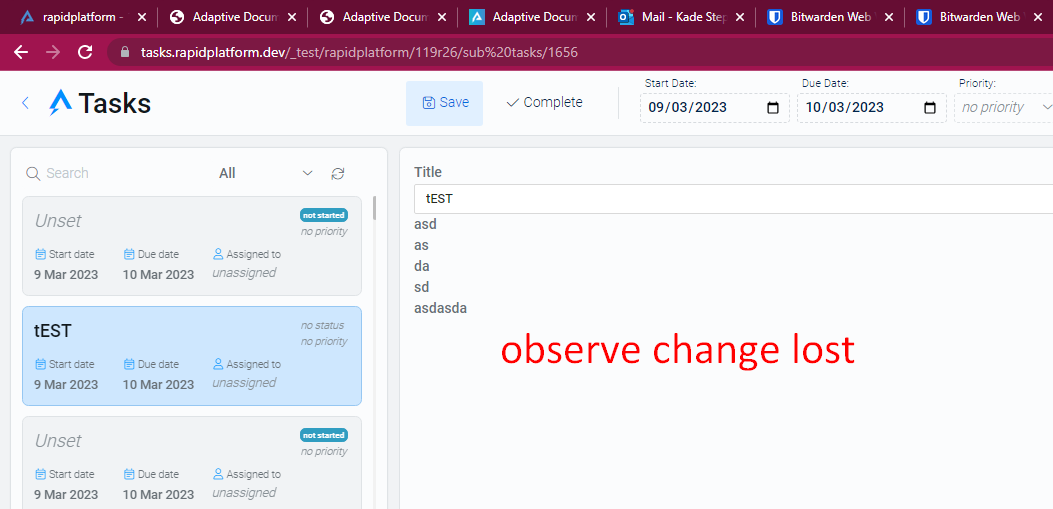 rapidplatform -
Adaptive Docum
Adaptive Docum
Adaptive Docun
Mail - Kade Step
Bitwarden Web
Bitwarden Web
tasks.rapidplatform.dev/_test/rapidplatform/119r26/sub%20tasks/1656
Tasks
Save
Complete
Start Date:
09/03/2023
Due Date:
10/03/2023
Priority:
no priority
Search
All
Unset
not started
no priority
Start date
Due date
Assigned to
9 Mar 2023
10 Mar 2023
unassigned
tEST
no status
no priority
Start date
Due date
Assigned to
9 Mar 2023
10 Mar 2023
unassigned
Unset
not started
no priority
Start date
Due date
Assigned to
9 Mar 2023
10 Mar 2023
unassigned
Title
tEST
asd
as
da
sd
asdasda
observe change lost